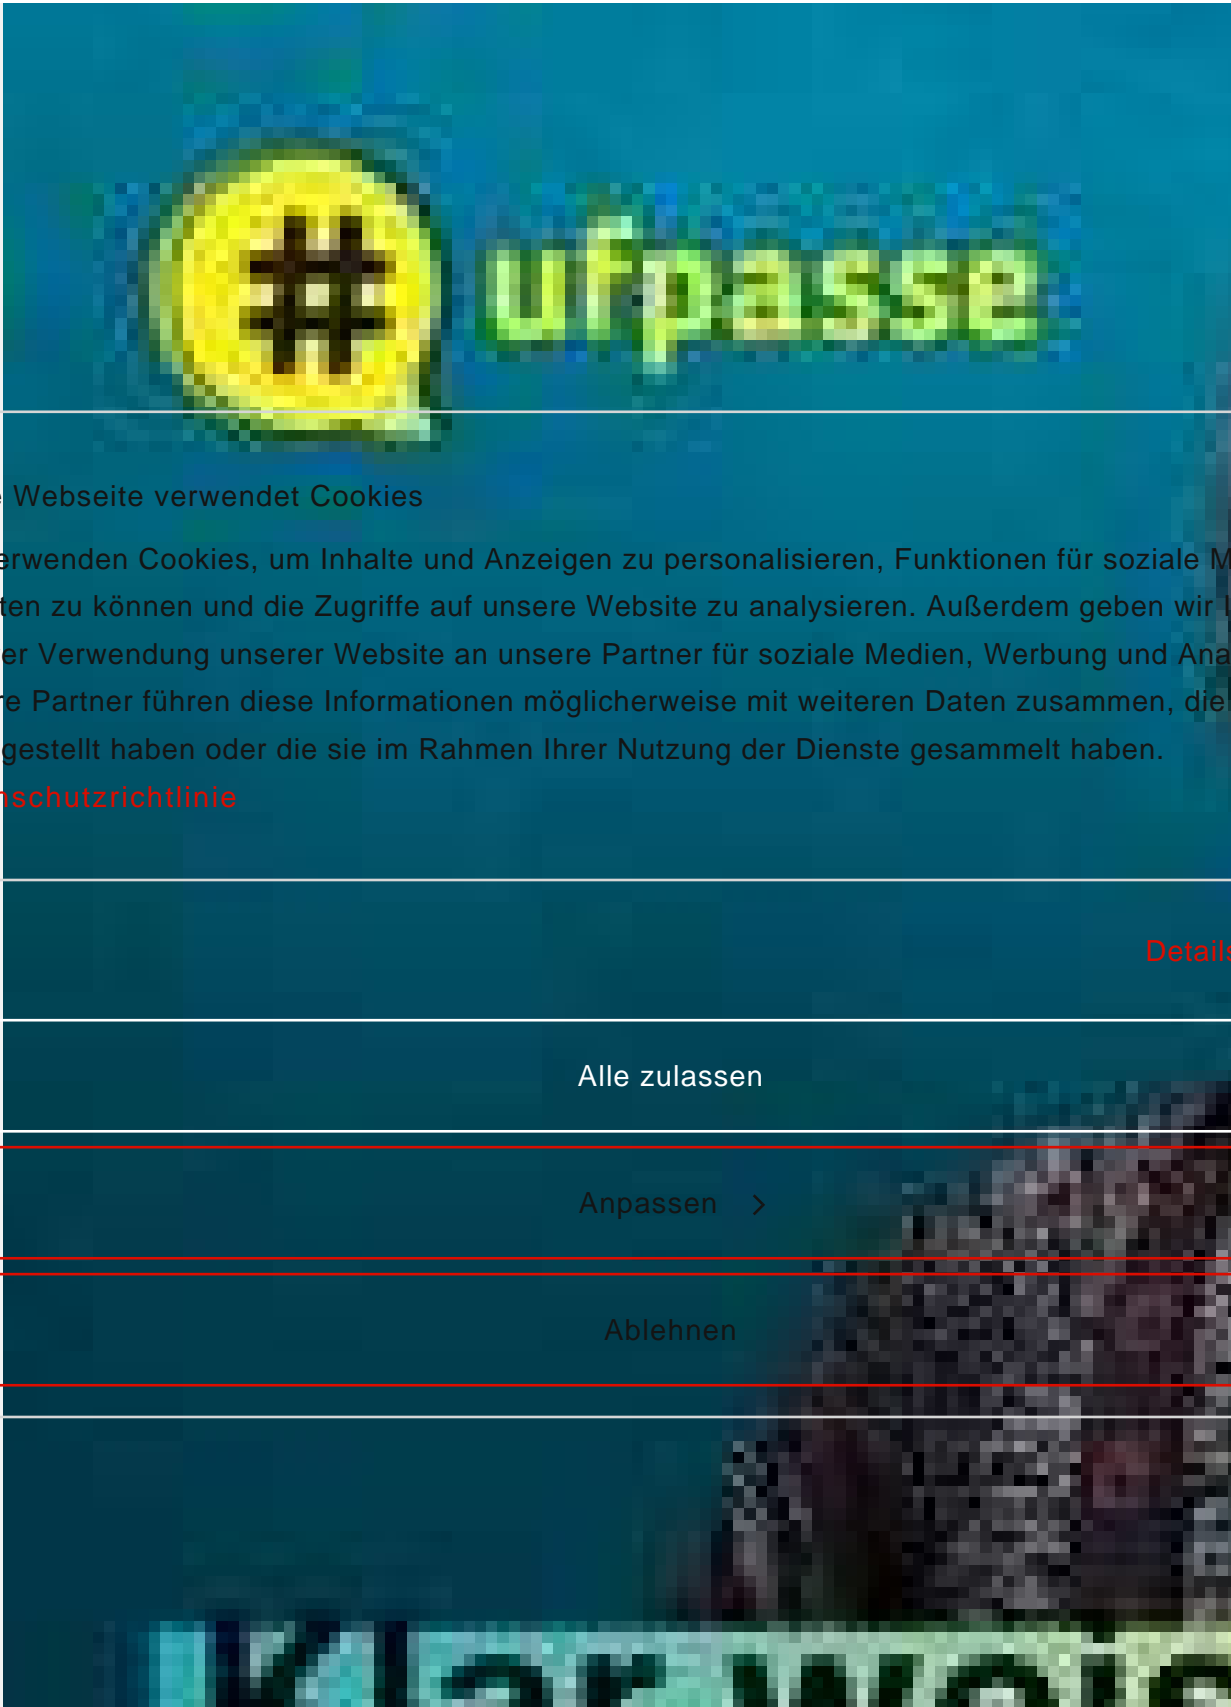 #ufpasse
Webseite verwendet Cookies
erwenden Cookies, um Inhalte und Anzeigen zu personalisieren, Funktionen für soziale M
ten zu können und die Zugriffe auf unsere Website zu analysieren. Außerdem geben wir I
er Verwendung unserer Website an unsere Partner für soziale Medien, Werbung und Ana
re Partner führen diese Informationen möglicherweise mit weiteren Daten zusammen, die
gestellt haben oder die sie im Rahmen Ihrer Nutzung der Dienste gesammelt haben.
nschutzrichtlinie
Details
Alle zulassen
Anpassen
Ablehnen